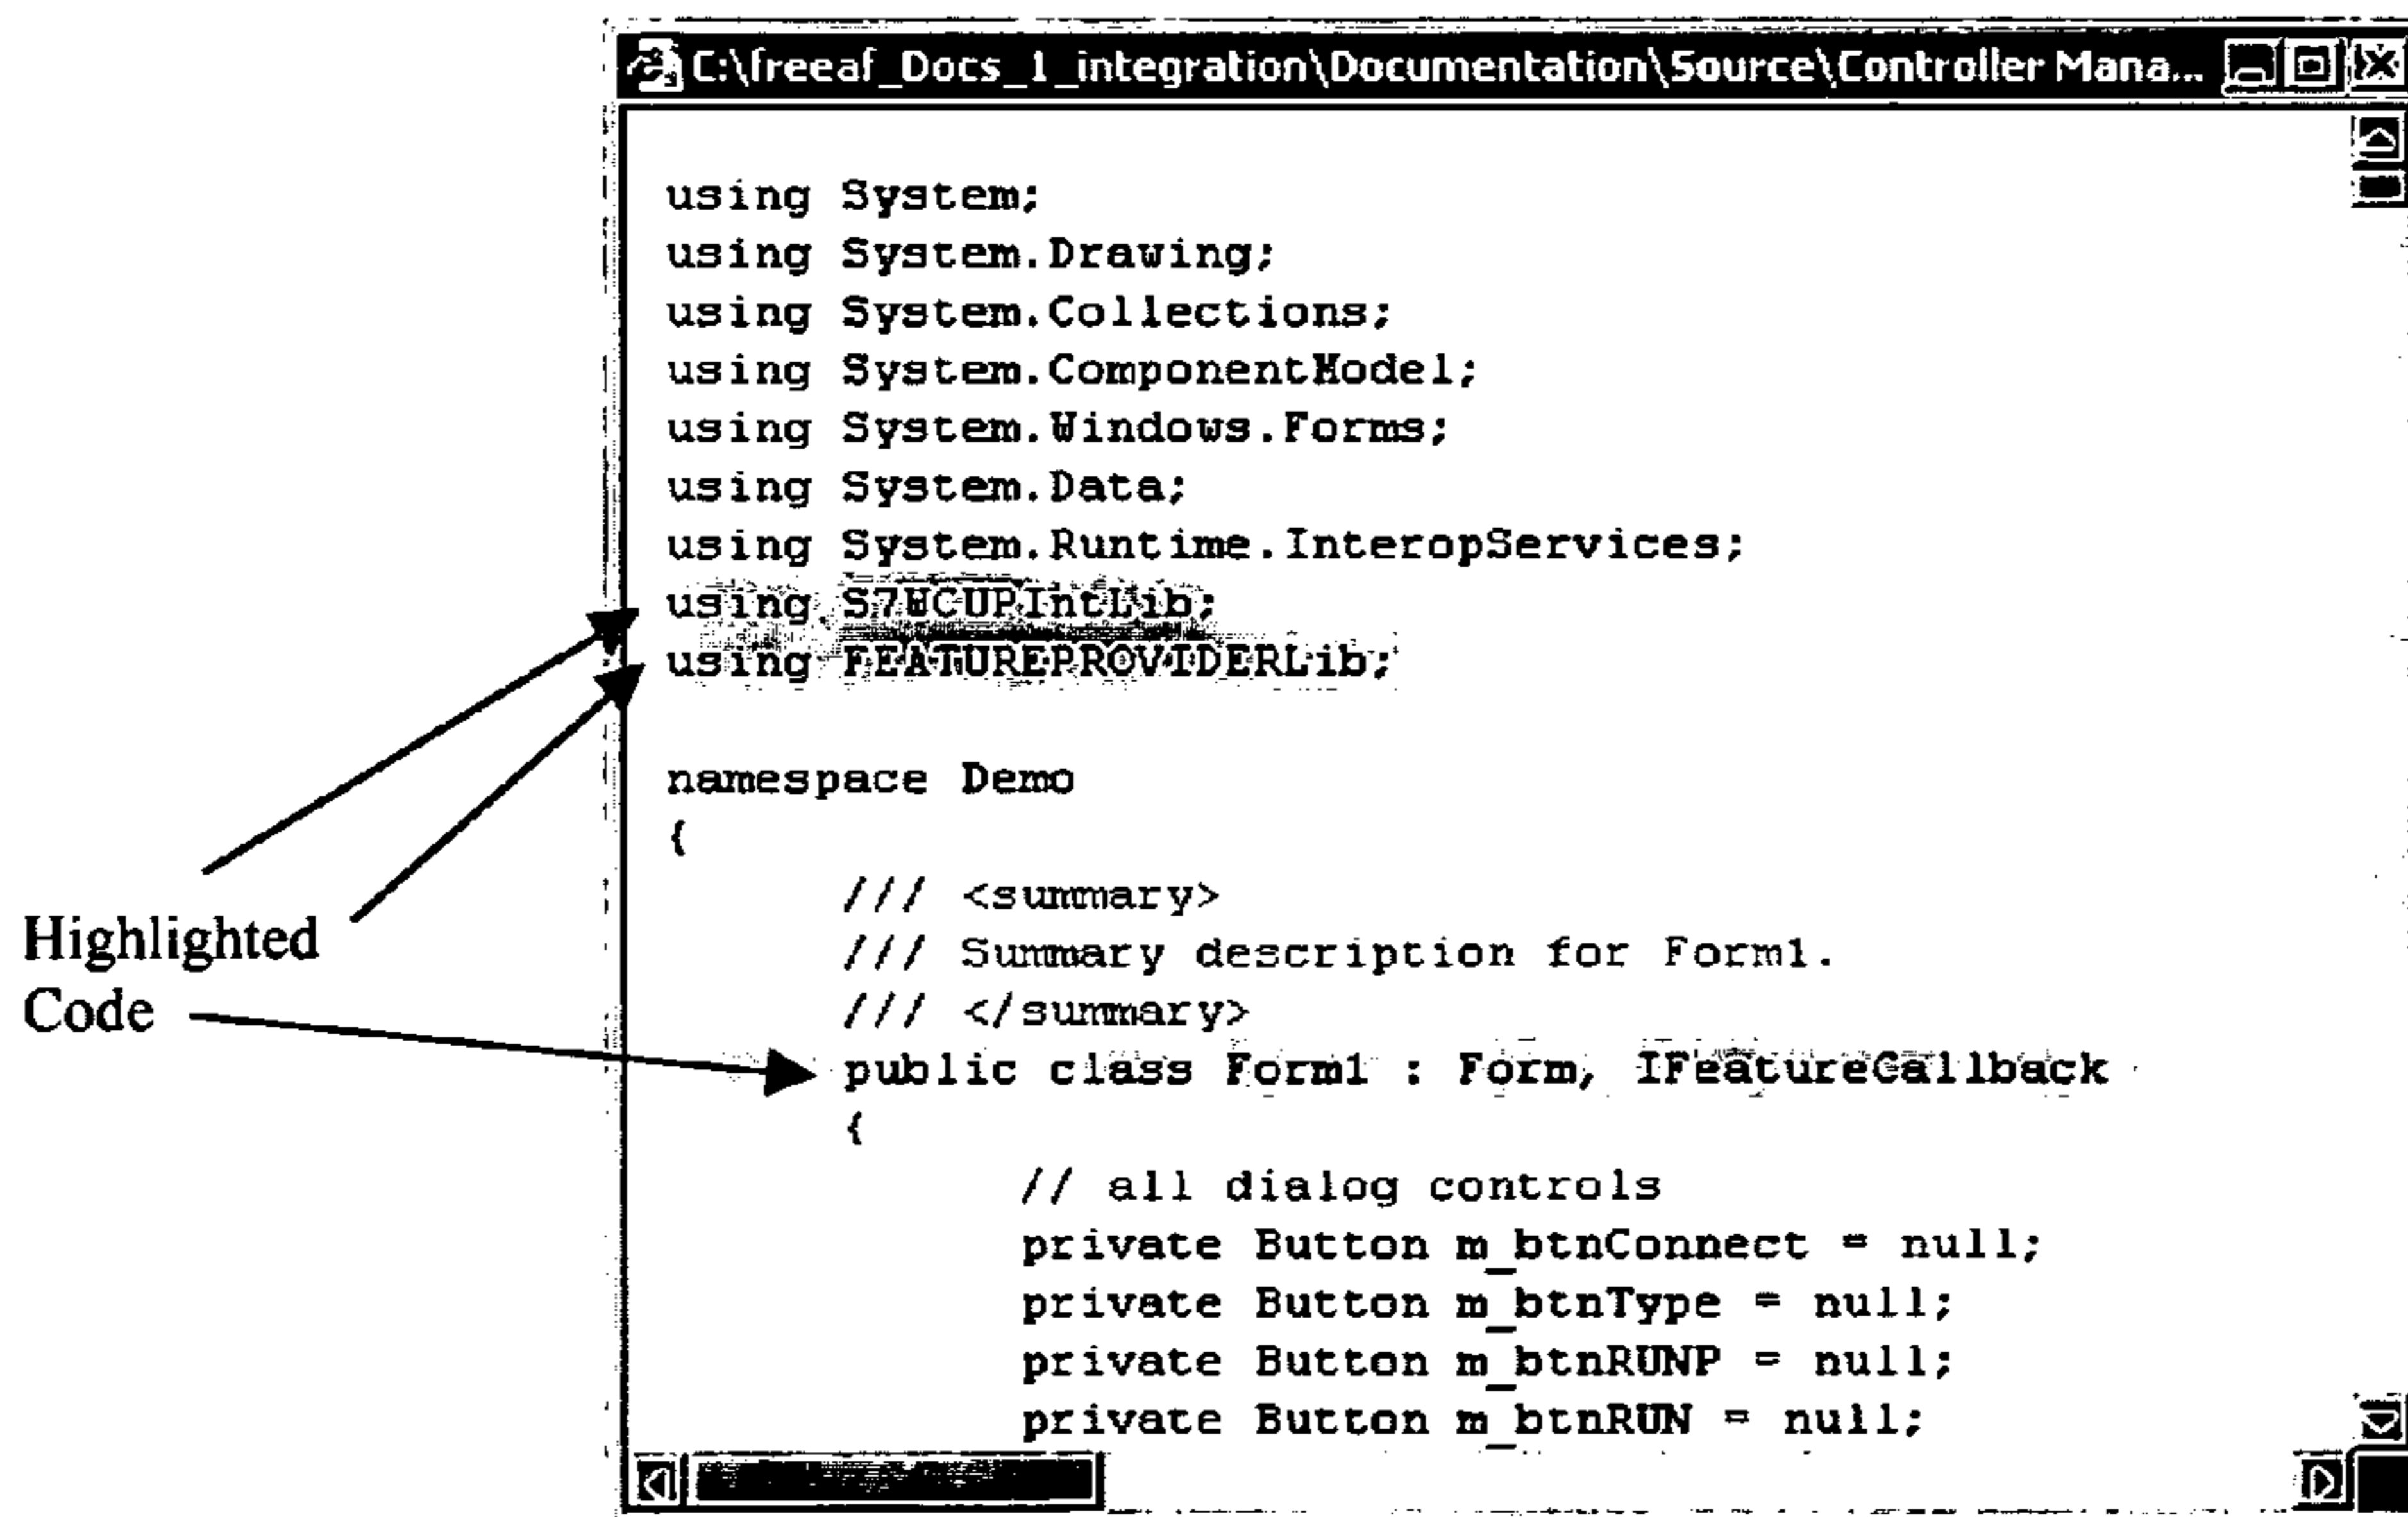 C:\freeaf_Docs_1_integration\Documentation\Source\Controller Mana...
using System;
using System.Drawing;
using System.Collections;
using System.ComponentModel;
using System.Windows.Forms;
using System.Data;
using System.Runtime.InteropServices;
using S7WCUPIntLib;
using FEATUREPROVIDERLib;
namespace Demo
{
/// <summary>
/// Summary description for Form1.
/// </summary>
public class Form1 : Form, IFeatureCallback
{
// all dialog controls
private Button m_btnConnect = null;
private Button m_btnType = null;
private Button m_btnRUNP = null;
private Button m_btnRUN = null;
Highlighted
Code